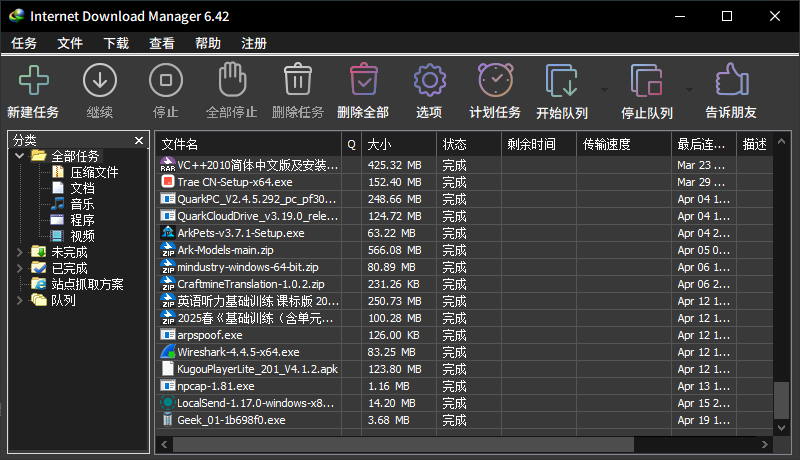 Internet Download Manager 6.42
任务 文件 下载 查看 帮助 注册
新建任务 继续 停止 全部停止 删除任务 删除全部 选项 计划任务 开始队列 停止队列 告诉朋友
分类
全部任务
压缩文件
文档
音乐
程序
视频
未完成
已完成
站点抓取方案
队列
文件名 Q 大小 状态 剩余时间 传输速度 最后连... 描述
RAR VC++2010简体中文版及安装... 425.32 MB 完成 Mar 23 ...
Trae CN-Setup-x64.exe 152.40 MB 完成 Mar 29 ...
QuarkPC_V2.4.5.292_pc_pf30... 248.66 MB 完成 Apr 04 1...
QuarkCloudDrive_v3.19.0_rele... 124.72 MB 完成 Apr 04 1...
ArkPets-v3.7.1-Setup.exe 63.22 MB 完成 Apr 04 2...
ZIP Ark-Models-main.zip 566.08 MB 完成 Apr 05 0...
ZIP mindustry-windows-64-bit.zip 80.89 MB 完成 Apr 06 1...
ZIP CraftmineTranslation-1.0.2.zip 231.26 KB 完成 Apr 06 2...
ZIP 英语听力基础训练 课标版 20... 250.73 MB 完成 Apr 12 1...
ZIP 2025春《基础训练（含单元... 100.28 MB 完成 Apr 12 1...
arpspoof.exe 126.00 KB 完成 Apr 12 1...
Wireshark-4.4.5-x64.exe 83.25 MB 完成 Apr 12 1...
KugouPlayerLite_201_V4.1.2.apk 123.80 MB 完成 Apr 12 1...
npcap-1.81.exe 1.16 MB 完成 Apr 13 1...
LocalSend-1.17.0-windows-x8... 14.20 MB 完成 Apr 15 2...
Geek_01-1b698f0.exe 3.68 MB 完成 Apr 19 1...